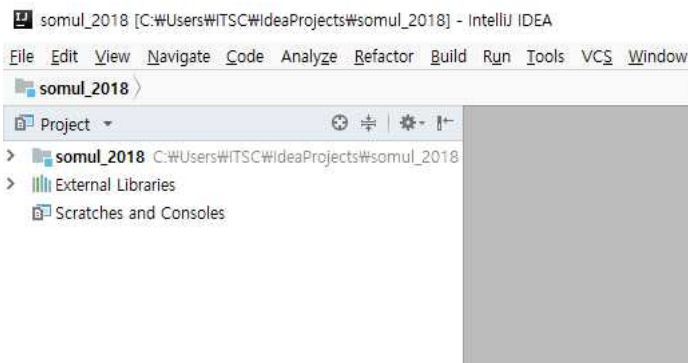 somul_2018 [C:₩Users₩ITSC₩IdeaProjects₩somul_2018] - IntelliJ IDEA
File Edit View Navigate Code Analyze Refactor Build Run Tools VCS Window
somul_2018
Project
somul_2018 C:₩Users₩ITSC₩IdeaProjects₩somul_2018
External Libraries
Scratches and Consoles